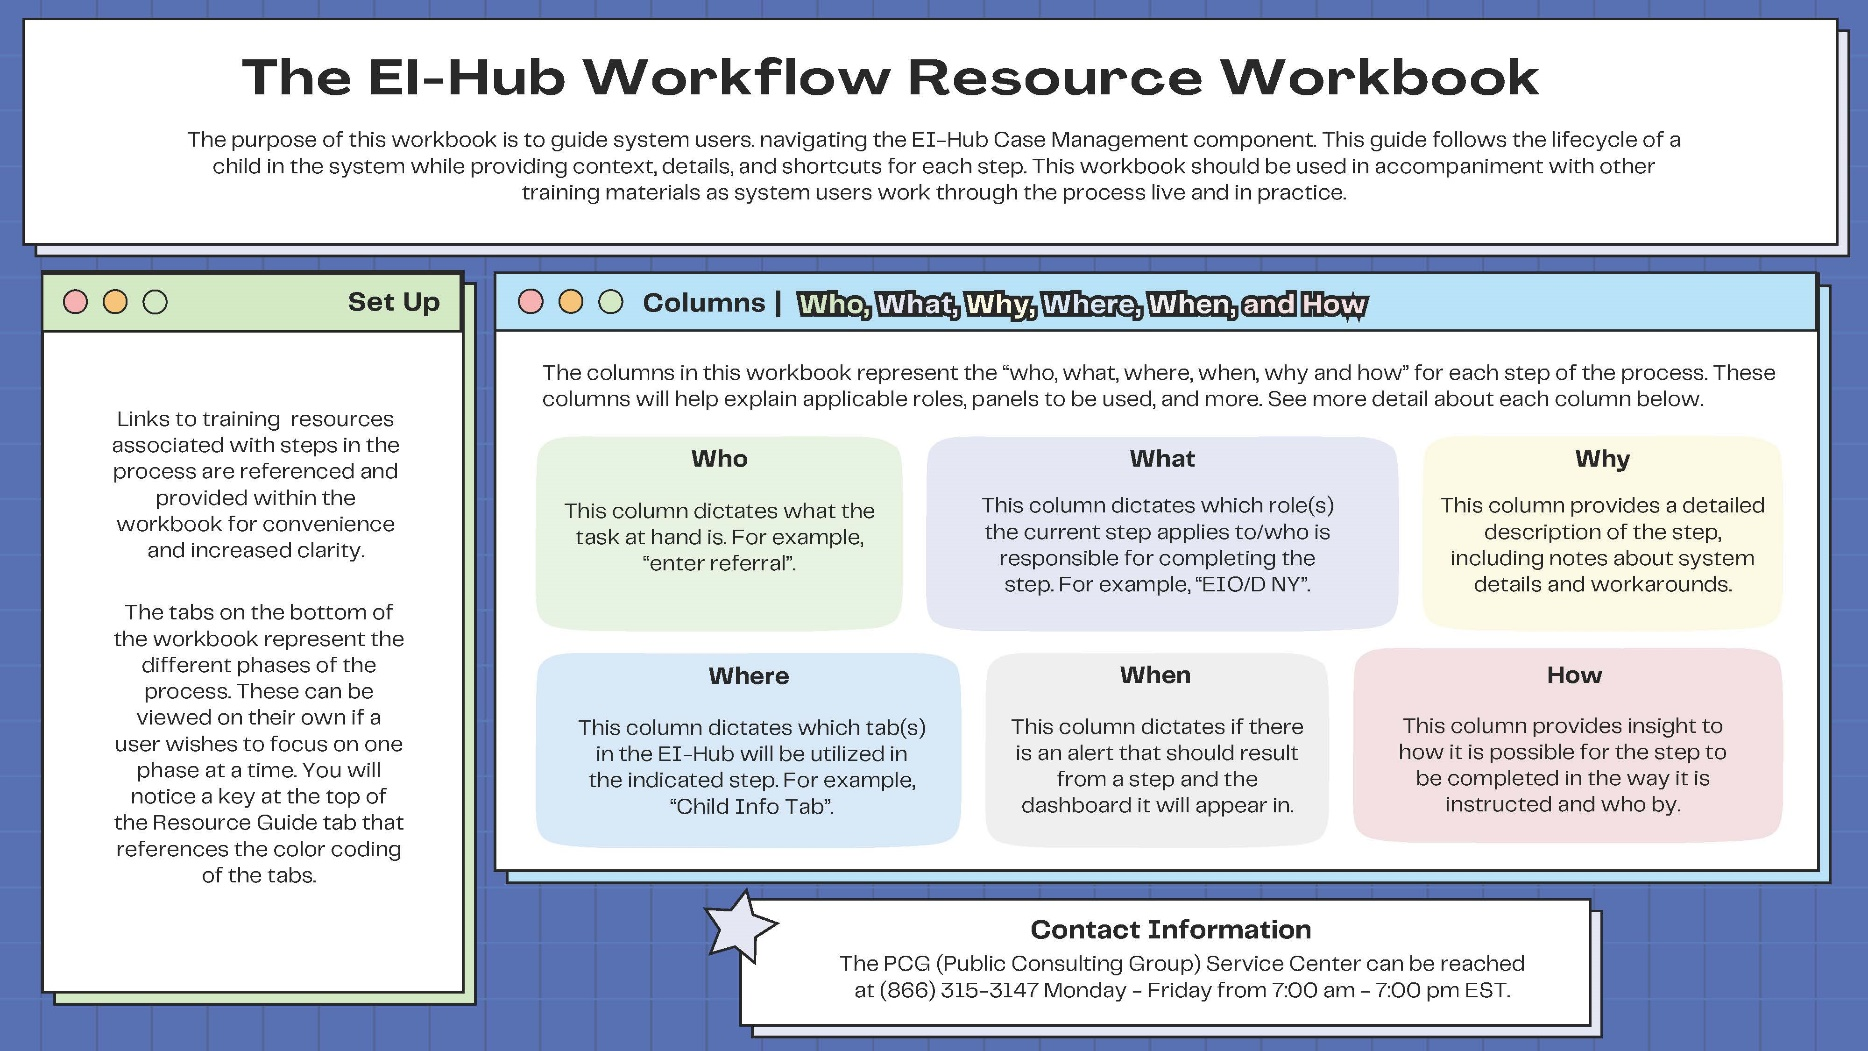 The EI-Hub Workflow Resource Workbook
The purpose of this workbook is to guide system users. navigating the EI-Hub Case Management component. This guide follows the lifecycle of a
child in the system while providing context, details, and shortcuts for each step. This workbook should be used in accompaniment with other
training materials as system users work through the process live and in practice.
Set Up
Links to training resources
associated with steps in the
process are referenced and
provided within the
workbook for convenience
and increased clarity.
The tabs on the bottom of
the workbook represent the
different phases of the
process. These can be
viewed on their own if a
user wishes to focus on one
phase at a time. You will
notice a key at the top of
the Resource Guide tab that
references the color coding
of the tabs.
Columns | Who, What, Why, Where, When, and How
The columns in this workbook represent the “who, what, where, when, why and how” for each step of the process. These
columns will help explain applicable roles, panels to be used, and more. See more detail about each column below.
Who
This column dictates what the
task at hand is. For example,
“enter referral”.
What
This column dictates which role(s)
the current step applies to/who is
responsible for completing the
step. For example, “EIO/D NY”.
Why
This column provides a detailed
description of the step,
including notes about system
details and workarounds.
Where
This column dictates which tab(s)
in the EI-Hub will be utilized in
the indicated step. For example,
“Child Info Tab”.
When
This column dictates if there
is an alert that should result
from a step and the
dashboard it will appear in.
How
This column provides insight to
how it is possible for the step to
be completed in the way it is
instructed and who by.
Contact Information
The PCG (Public Consulting Group) Service Center can be reached
at (866) 315-3147 Monday - Friday from 7:00 am - 7:00 pm EST.